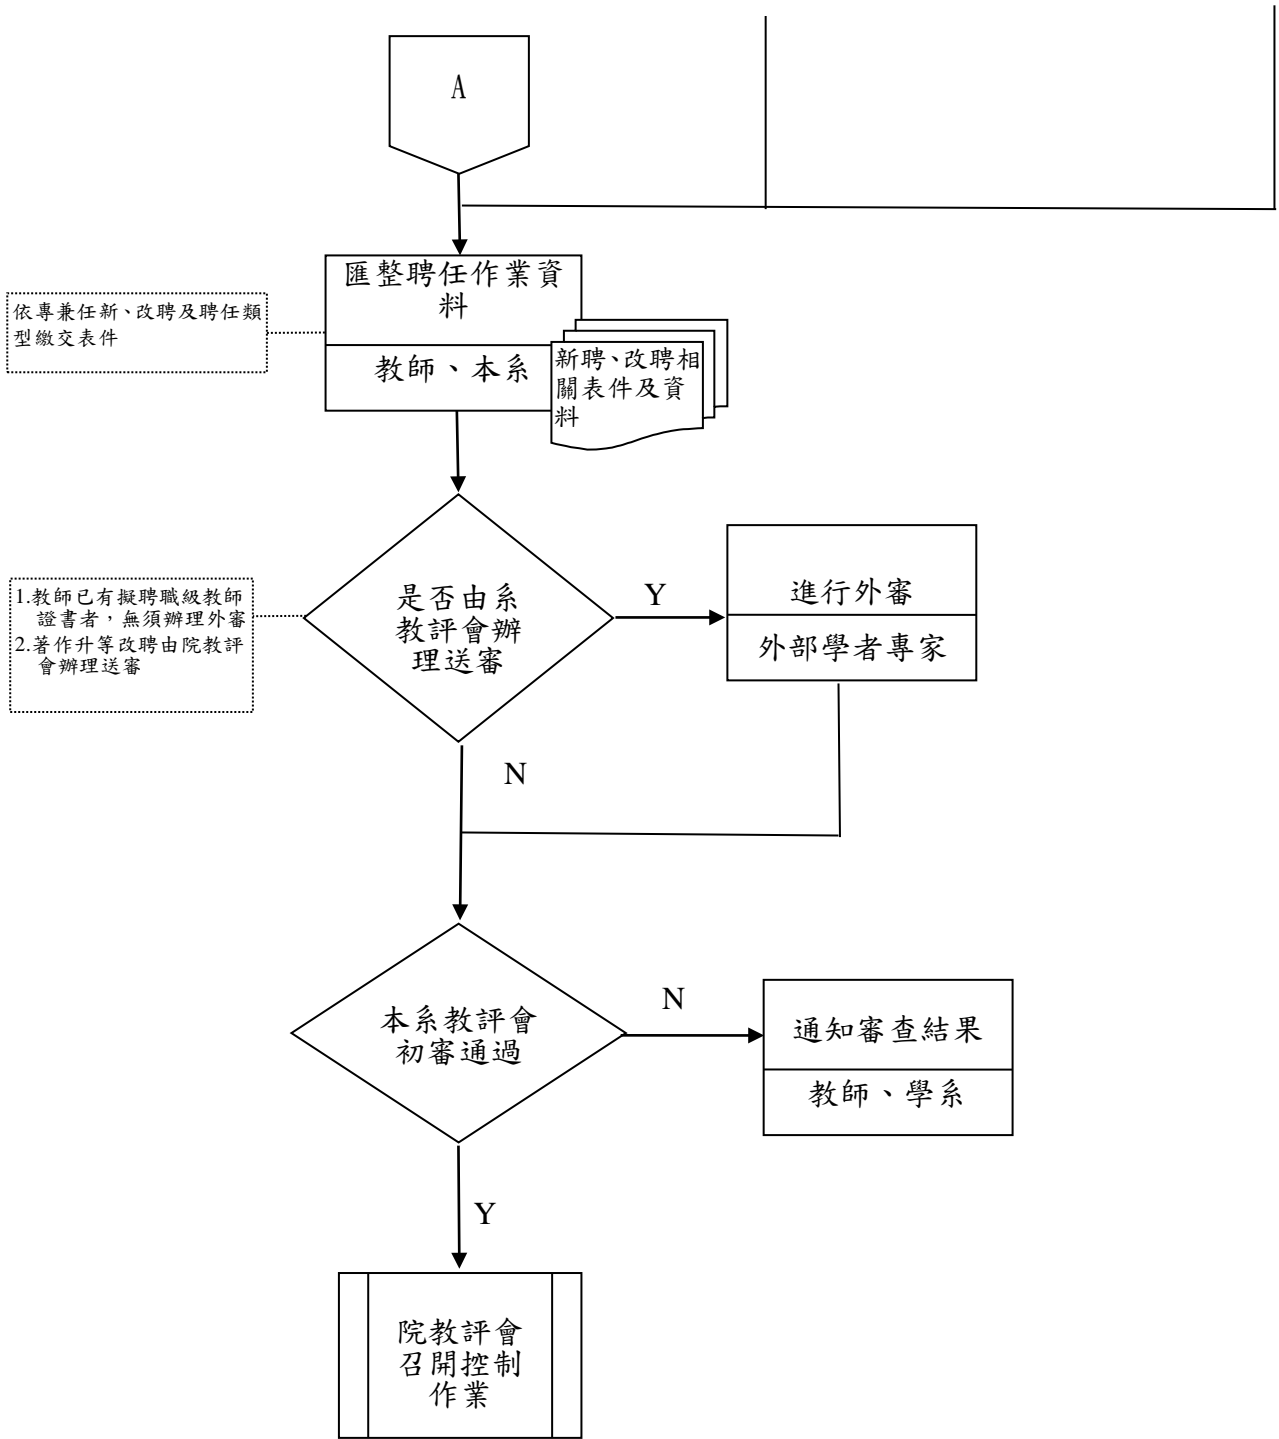 A
匯整聘任作業資
料
教師、本系
依專兼任新、改聘及聘任類
型繳交表件
新聘、改聘相
關表件及資
料
是否由系
教評會辦
理送審
1.教師已有擬聘職級教師
證書者，無須辦理外審
2.著作升等改聘由院教評
會辦理送審
Y
進行外審
外部學者專家
N
本系教評會
初審通過
N
通知審查結果
教師、學系
Y
院教評會
召開控制
作業